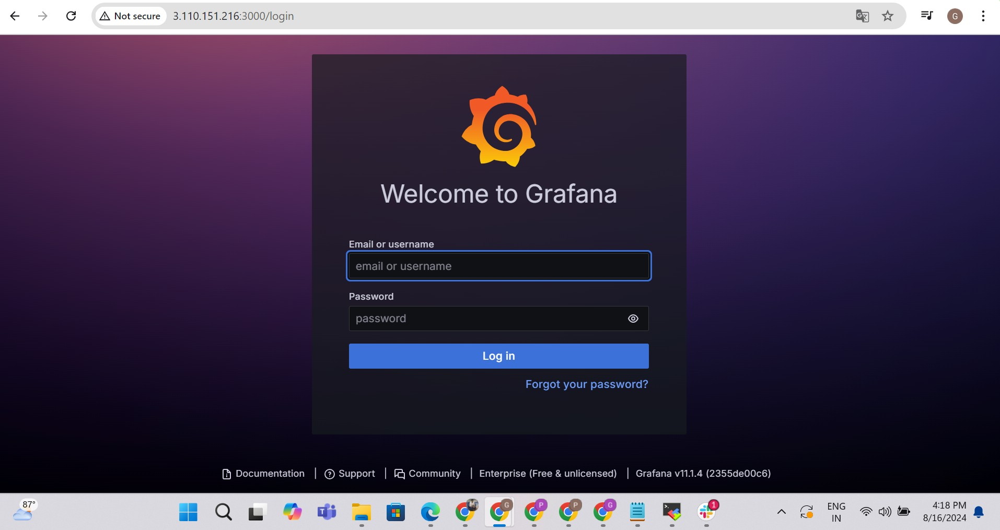 Not secure
3.110.151.216:3000/login
G
Welcome to Grafana
Email or username
email or username
Password
password
Log in
Forgot your password?
Documentation | Support | Community | Enterprise (Free & unlicensed) | Grafana v11.1.4 (2355de00c6)
87°
T
G
P
P
G
1
ENG
IN
4:18 PM
8/16/2024